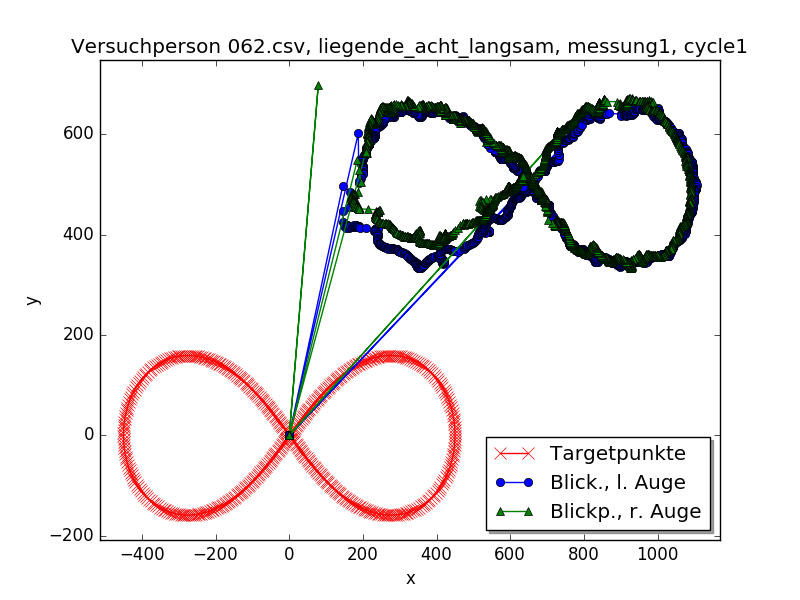 Versuchperson 062.csv, liegende_acht_langsam, messung1, cycle1
y
600
400
200
0
−200
−400
−200
0
200
400
600
800
1000
x
Targetpunkte
Blick., l. Auge
Blickp., r. Auge